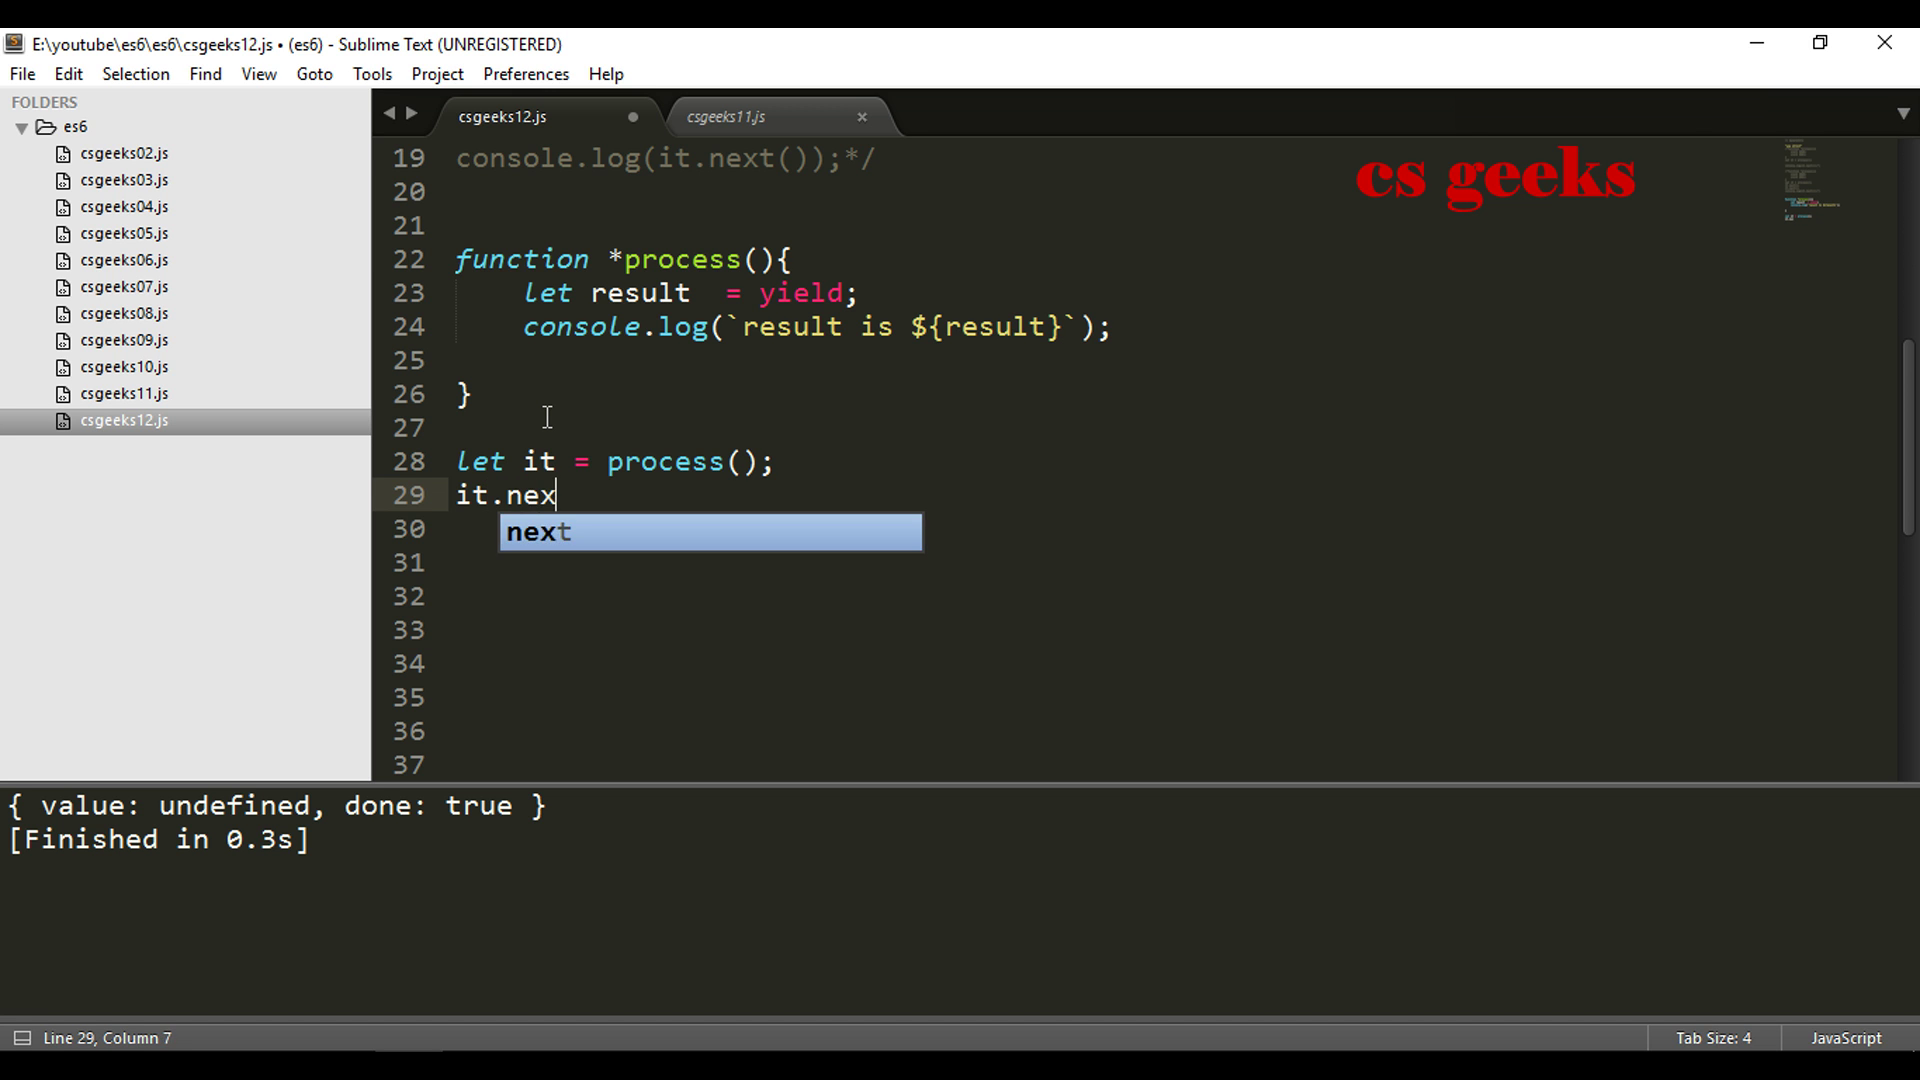 E:\youtube\es6\es6\csgeeks12.js • (es6) - Sublime Text (UNREGISTERED)
File Edit Selection Find View Goto Tools Project Preferences Help
FOLDERS
es6
csgeeks02.js
csgeeks03.js
csgeeks04.js
csgeeks05.js
csgeeks06.js
csgeeks07.js
csgeeks08.js
csgeeks09.js
csgeeks10.js
csgeeks11.js
csgeeks12.js
csgeeks12.js csgeeks11.js
cs geeks
19 console.log(it.next());*/
20
21
22 function *process(){
23 let result  = yield;
24 console.log(`result is ${result}`);
25
26 }
27
28 let it = process();
29 it.nex
next
30
31
32
33
34
35
36
37
{ value: undefined, done: true }
[Finished in 0.3s]
Line 29, Column 7 Tab Size: 4 JavaScript